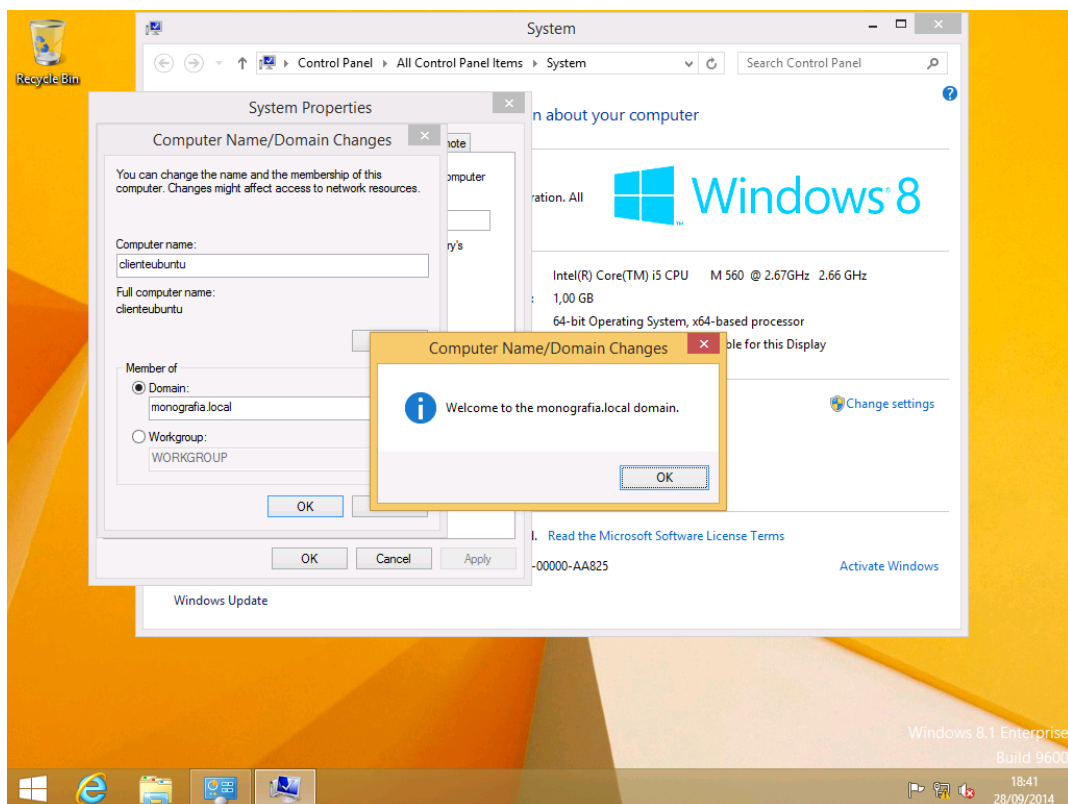 Recycle Bin
System
Control Panel
All Control Panel Items
System
Search Control Panel
System Properties
n about your computer
Computer Name/Domain Changes
note
You can change the name and the membership of this
computer. Changes might affect access to network resources.
omputer
ration. All
Windows® 8
™
Computer name:
ry's
clienteubuntu
Intel(R) Core(TM) i5 CPU M 560 @ 2.67GHz 2.66 GHz
Full computer name:
: 1,00 GB
clienteubuntu
64-bit Operating System, x64-based processor
ble for this Display
Computer Name/Domain Changes
Member of
Domain:
monografia.local
Welcome to the monografia.local domain.
Change settings
Workgroup:
WORKGROUP
OK
OK
l. Read the Microsoft Software License Terms
OK Cancel Apply
-00000-AA825
Activate Windows
Windows Update
Windows 8.1 Enterprise
Build 9600
18:41
28/09/2014